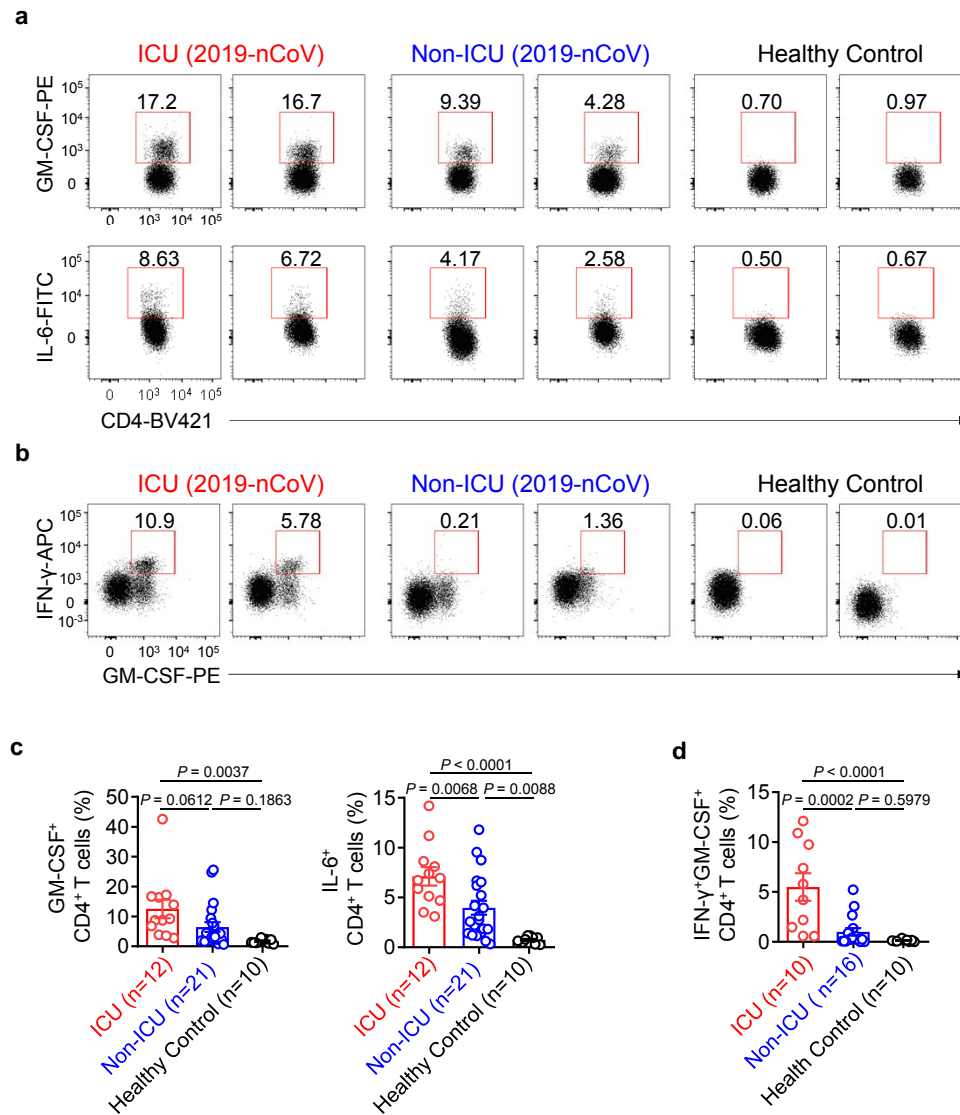 a
ICU (2019-nCoV) Non-ICU (2019-nCoV) Healthy Control
GM-CSF-PE
10⁵
10⁴
10³
0
17.2 16.7 9.39 4.28 0.70 0.97
0 10³ 10⁴ 10⁵
IL-6-FITC
10⁵
10⁴
0
8.63 6.72 4.17 2.58 0.50 0.67
0 10³ 10⁴ 10⁵
CD4-BV421
b
ICU (2019-nCoV) Non-ICU (2019-nCoV) Healthy Control
IFN-γ-APC
10⁵
10⁴
10³
0
10⁻³
10.9 5.78 0.21 1.36 0.06 0.01
0 10³ 10⁴ 10⁵
GM-CSF-PE
c
GM-CSF⁺
CD4⁺ T cells (%)
P = 0.0037
P = 0.0612 P = 0.1863
50
40
30
20
10
0
ICU (n=12)
Non-ICU (n=21)
Healthy Control (n=10)
IL-6⁺
CD4⁺ T cells (%)
P < 0.0001
P = 0.0068 P = 0.0088
15
10
5
0
ICU (n=12)
Non-ICU (n=21)
Healthy Control (n=10)
d
IFN-γ⁺GM-CSF⁺
CD4⁺ T cells (%)
P < 0.0001
P = 0.0002 P = 0.5979
15
10
5
0
ICU (n=10)
Non-ICU ( n=16)
Health Control (n=10)